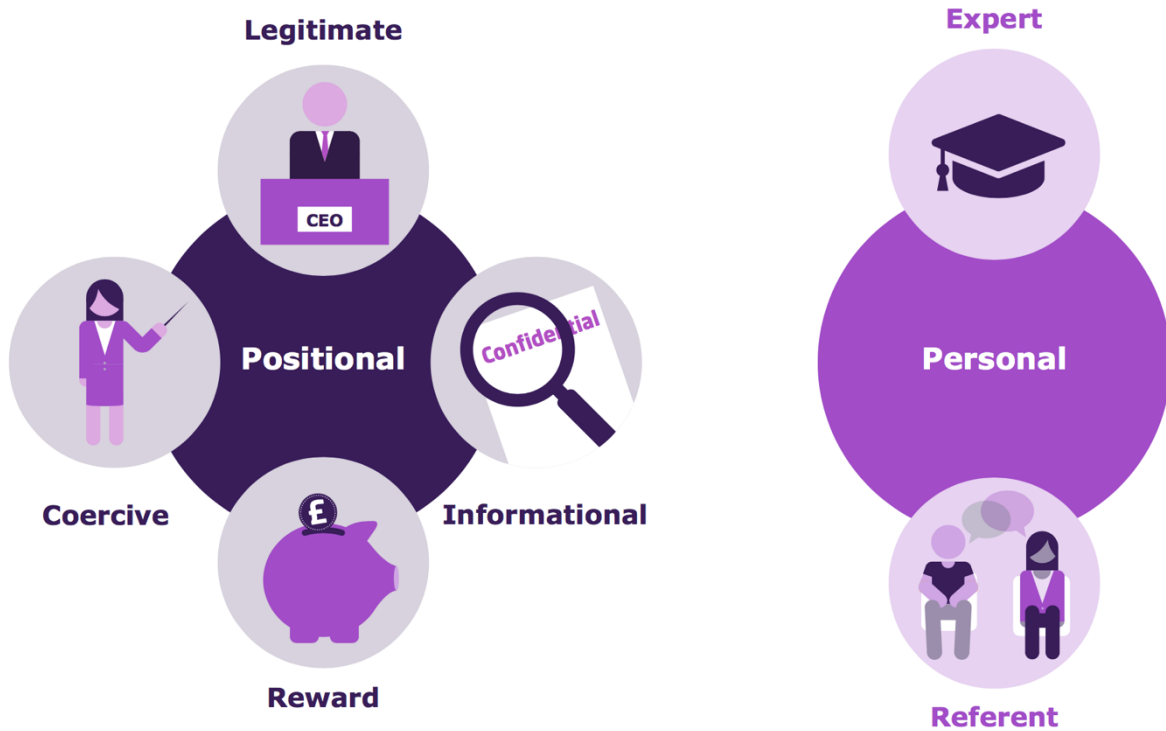 Legitimate
CEO
Positional
Confidential
Coercive
Informational
£
Reward
Expert
Personal
Referent